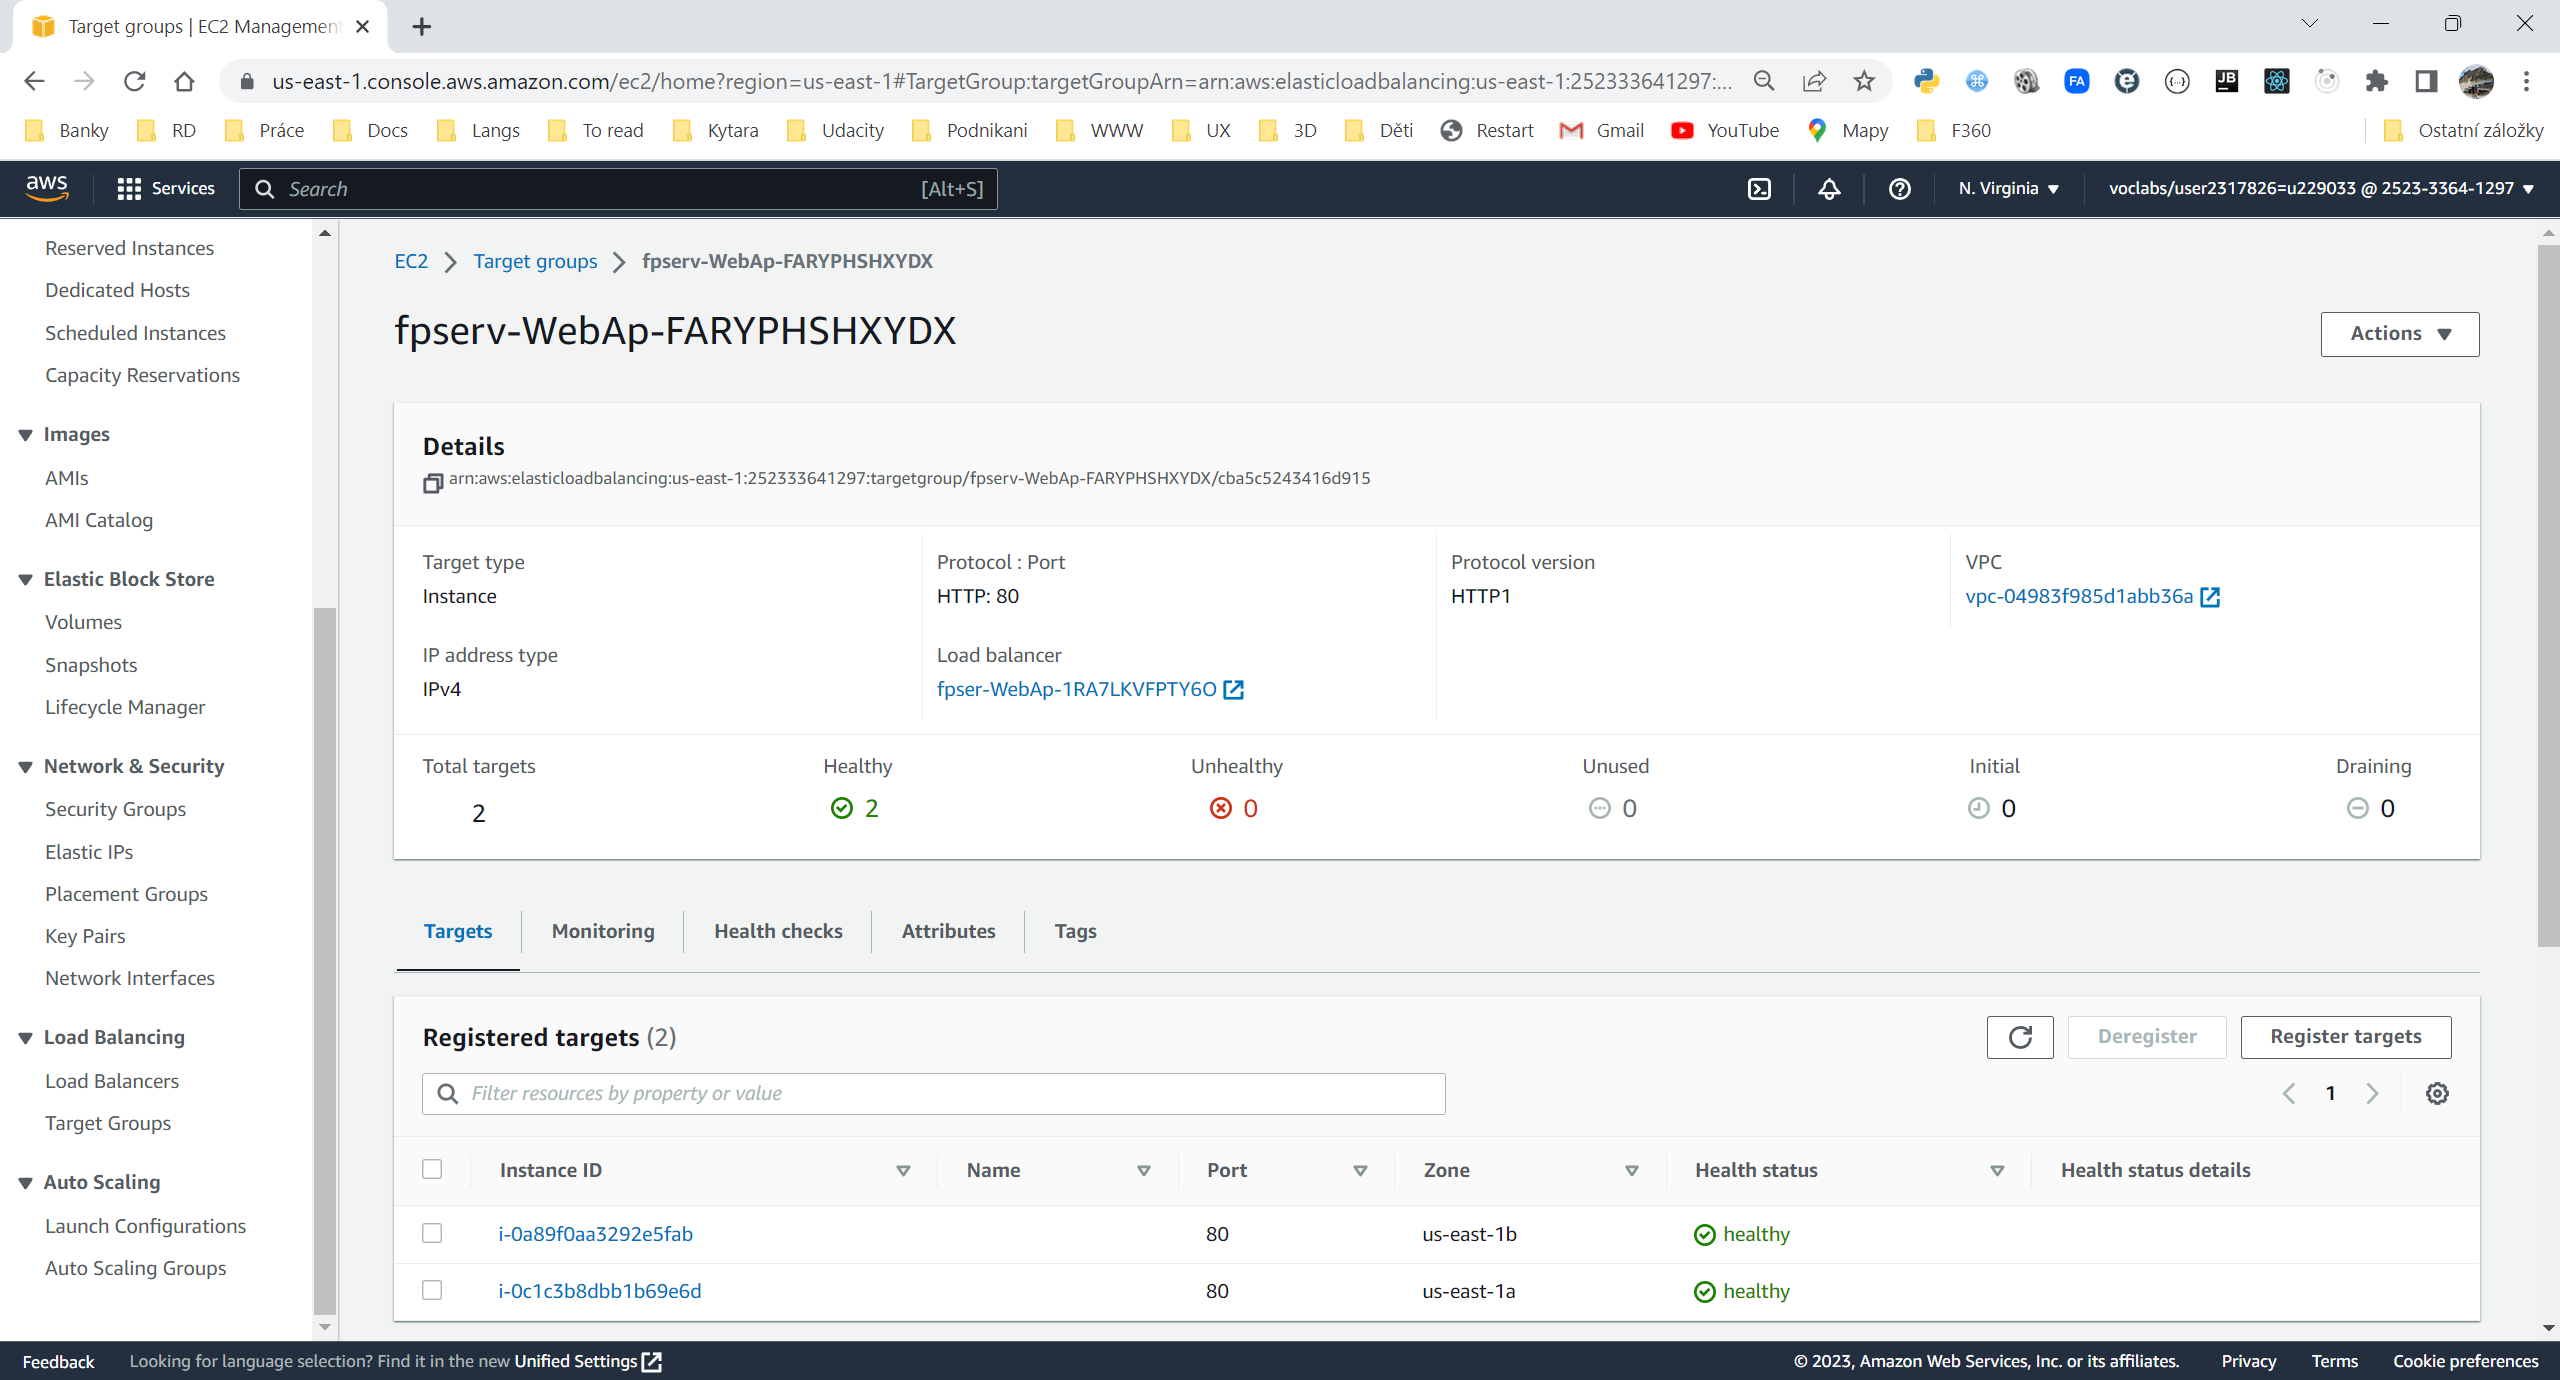 Target groups | EC2 Management
us-east-1.console.aws.amazon.com/ec2/home?region=us-east-1#TargetGroup:targetGroupArn=arn:aws:elasticloadbalancing:us-east-1:252333641297:...
FA
JB
Banky RD Práce Docs Langs To read Kytara Udacity Podnikani WWW UX 3D Děti Restart Gmail YouTube Mapy F360 Ostatní záložky
aws Services Search [Alt+S] N. Virginia voclabs/user2317826=u229033 @ 2523-3364-1297
Reserved Instances
Dedicated Hosts
Scheduled Instances
Capacity Reservations
Images
AMIs
AMI Catalog
Elastic Block Store
Volumes
Snapshots
Lifecycle Manager
Network & Security
Security Groups
Elastic IPs
Placement Groups
Key Pairs
Network Interfaces
Load Balancing
Load Balancers
Target Groups
Auto Scaling
Launch Configurations
Auto Scaling Groups
EC2 Target groups fpserv-WebAp-FARYPHSHXYDX
fpserv-WebAp-FARYPHSHXYDX
Actions
Details
arn:aws:elasticloadbalancing:us-east-1:252333641297:targetgroup/fpserv-WebAp-FARYPHSHXYDX/cba5c5243416d915
Target type Protocol : Port Protocol version VPC
Instance HTTP: 80 HTTP1 vpc-04983f985d1abb36a
IP address type Load balancer
IPv4 fpser-WebAp-1RA7LKVFPTY6O
Total targets Healthy Unhealthy Unused Initial Draining
2 2 0 0 0 0
Targets Monitoring Health checks Attributes Tags
Registered targets (2) Deregister Register targets
Filter resources by property or value 1
Instance ID Name Port Zone Health status Health status details
i-0a89f0aa3292e5fab 80 us-east-1b healthy
i-0c1c3b8dbb1b69e6d 80 us-east-1a healthy
Feedback Looking for language selection? Find it in the new Unified Settings © 2023, Amazon Web Services, Inc. or its affiliates. Privacy Terms Cookie preferences